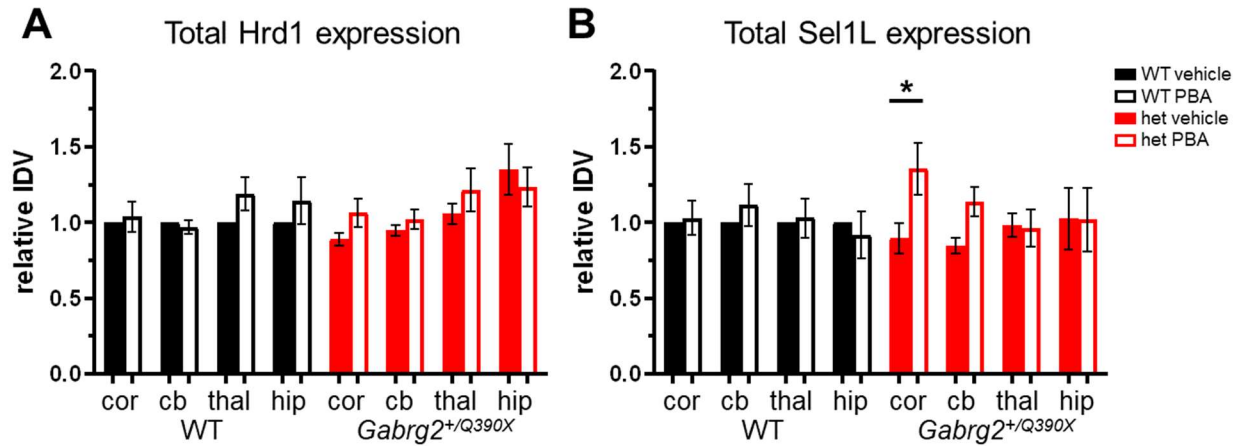 A
Total Hrd1 expression
relative IDV
2.0
1.5
1.0
0.5
0.0
cor cb thal hip cor cb thal hip
WT Gabrg2+/Q390X
B
Total Sel1L expression
relative IDV
2.0
1.5
1.0
0.5
0.0
*
cor cb thal hip cor cb thal hip
WT Gabrg2+/Q390X
WT vehicle
WT PBA
het vehicle
het PBA